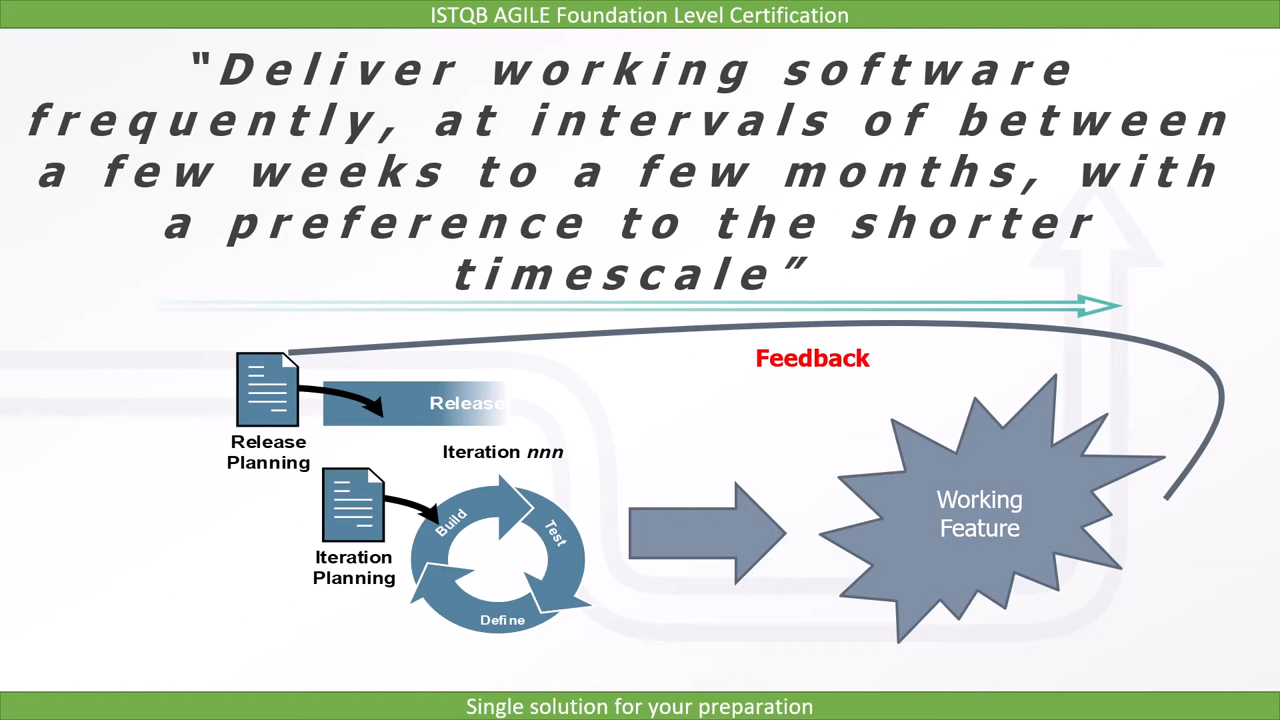 ISTQB AGILE Foundation Level Certification
"Deliver working software
frequently, at intervals of between
a few weeks to a few months, with
a preference to the shorter
timescale”
Feedback
Release
Release
Planning
Iteration nnn
Build
Test
Define
Iteration
Planning
Working
Feature
Single solution for your preparation